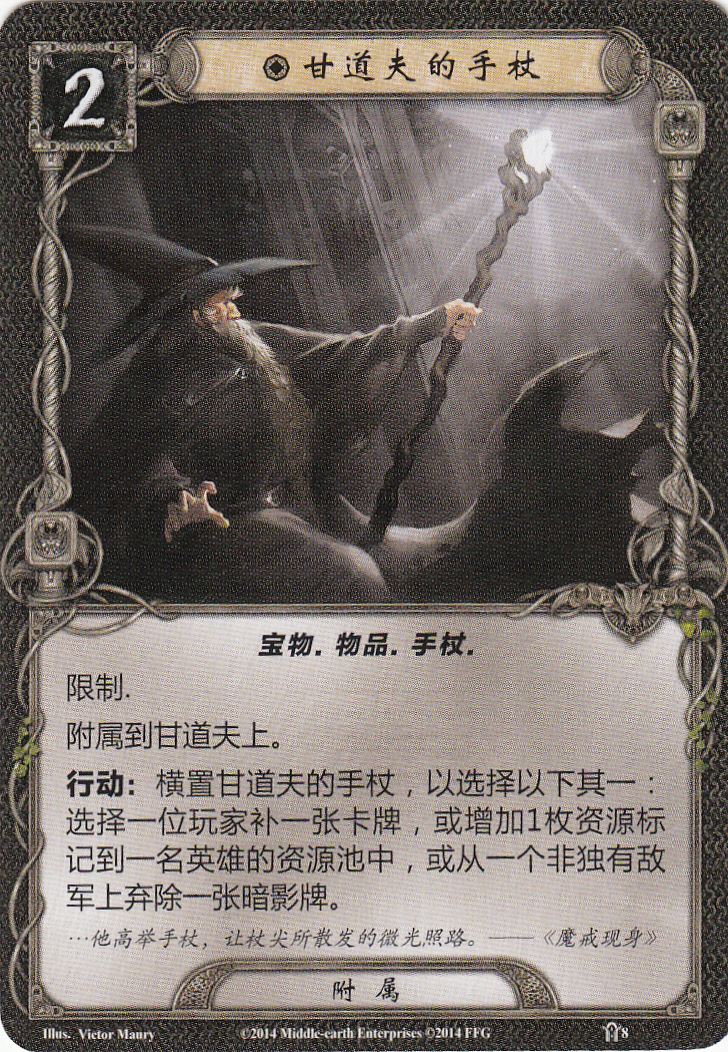 2
甘道夫的手杖
宝物. 物品. 手杖.
限制.
附属到甘道夫上。
行动：横置甘道夫的手杖，以选择以下其一：
选择一位玩家补一张卡牌，或增加1枚资源标
记到一名英雄的资源池中，或从一个非独有敌
军上弃除一张暗影牌。
…他高举手杖，让杖尖所散发的微光照路。——《魔戒现身》
附属
Illus. Victor Maury ©2014 Middle-earth Enterprises ©2014 FFG 8